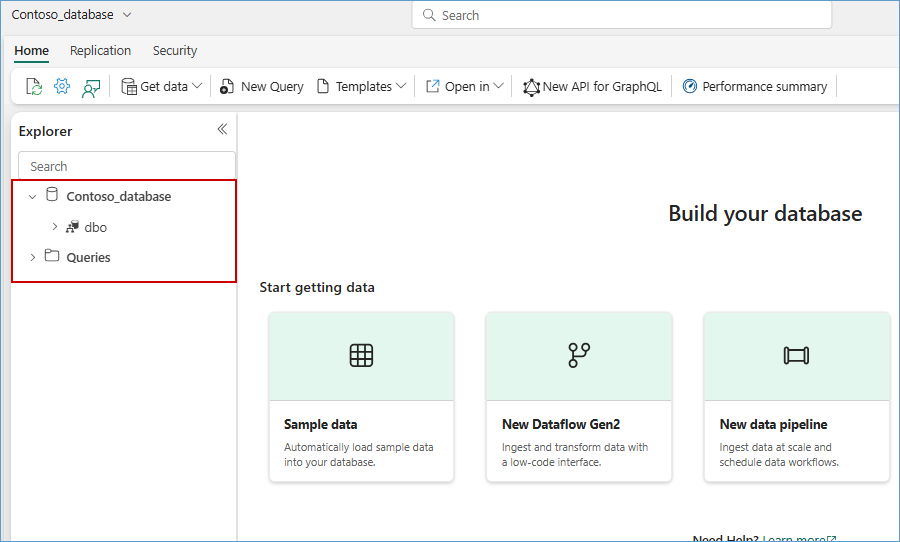 Contoso_database
Search
Home Replication Security
Get data New Query Templates Open in New API for GraphQL Performance summary
Explorer
Search
Contoso_database
dbo
Queries
Build your database
Start getting data
Sample data
Automatically load sample data
into your database.
New Dataflow Gen2
Ingest and transform data with
a low-code interface.
New data pipeline
Ingest data at scale and
schedule data workflows.
Need Help? Learn more